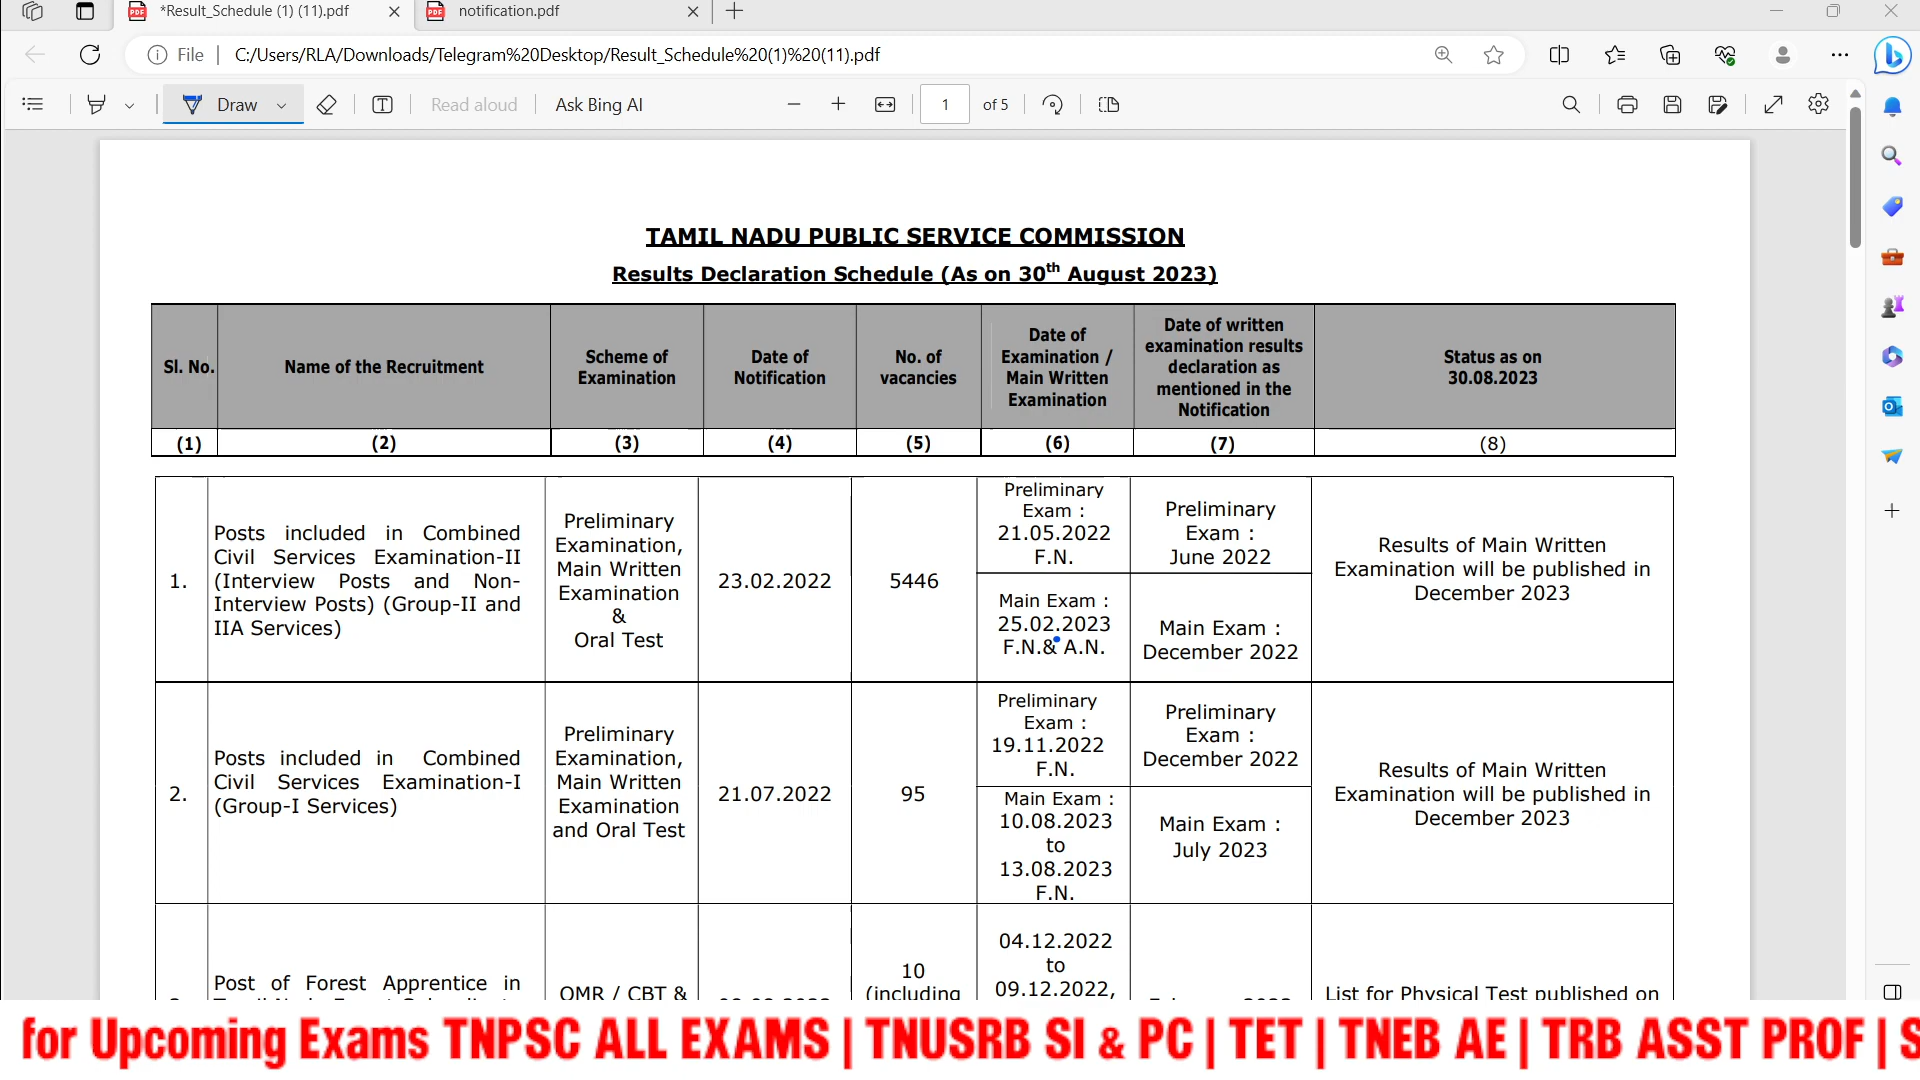 *Result_Schedule (1) (11).pdf
notification.pdf
File
C:/Users/RLA/Downloads/Telegram%20Desktop/Result_Schedule%20(1)%20(11).pdf
Draw
Read aloud
Ask Bing AI
1
of 5
TAMIL NADU PUBLIC SERVICE COMMISSION
Results Declaration Schedule (As on 30th August 2023)
Sl. No.
Name of the Recruitment
Scheme of
Examination
Date of
Notification
No. of
vacancies
Date of
Examination /
Main Written
Examination
Date of written
examination results
declaration as
mentioned in the
Notification
Status as on
30.08.2023
(1)
(2)
(3)
(4)
(5)
(6)
(7)
(8)
1.
Posts included in Combined
Civil Services Examination-II
(Interview Posts and Non-
Interview Posts) (Group-II and
IIA Services)
Preliminary
Examination,
Main Written
Examination
&
Oral Test
23.02.2022
5446
Preliminary
Exam :
21.05.2022
F.N.
Main Exam :
25.02.2023
F.N.& A.N.
Preliminary
Exam :
June 2022
Main Exam :
December 2022
Results of Main Written
Examination will be published in
December 2023
2.
Posts included in Combined
Civil Services Examination-I
(Group-I Services)
Preliminary
Examination,
Main Written
Examination
and Oral Test
21.07.2022
95
Preliminary
Exam :
19.11.2022
F.N.
Main Exam :
10.08.2023
to
13.08.2023
F.N.
Preliminary
Exam :
December 2022
Main Exam :
July 2023
Results of Main Written
Examination will be published in
December 2023
Post of Forest Apprentice in
OMR / CBT &
10
(including
04.12.2022
to
09.12.2022,
List for Physical Test published on
for Upcoming Exams TNPSC ALL EXAMS | TNUSRB SI & PC | TET | TNEB AE | TRB ASST PROF | S